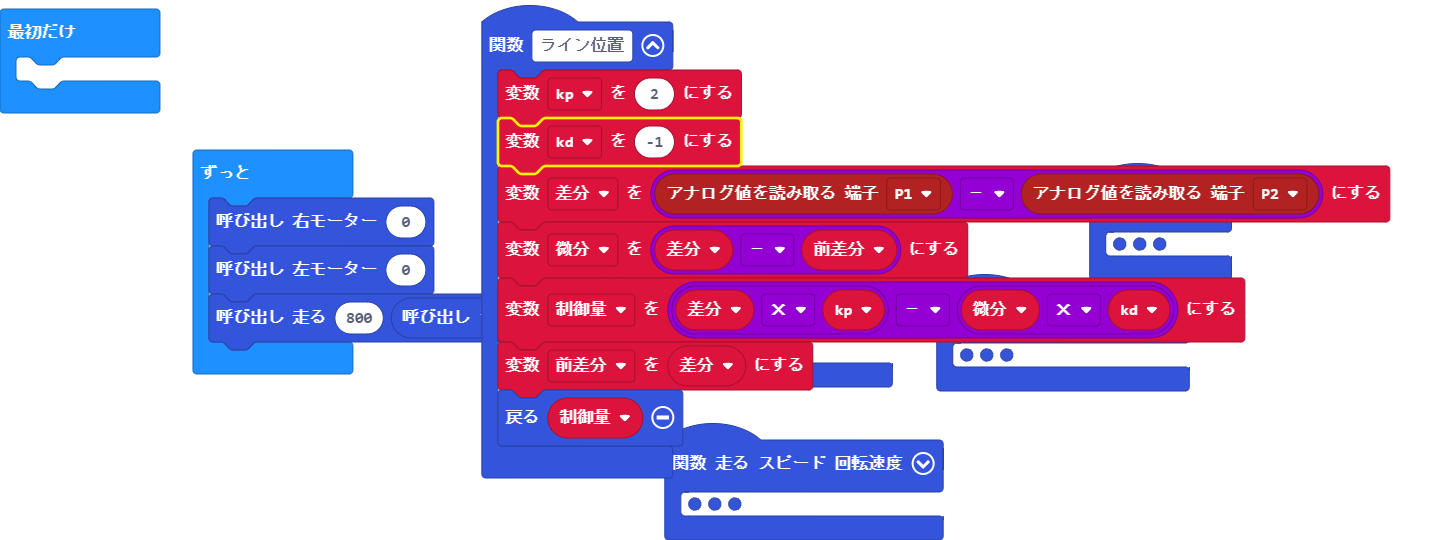 最初だけ
関数 ライン位置
変数 kp を 2 にする
変数 kd を -1 にする
変数 差分 を アナログ値を読み取る 端子 P1 - アナログ値を読み取る 端子 P2 にする
変数 微分 を 差分 - 前差分 にする
変数 制御量 を 差分 × kp - 微分 × kd にする
変数 前差分 を 差分 にする
戻る 制御量
ずっと
呼び出し 右モーター 0
呼び出し 左モーター 0
呼び出し 走る 800 呼び出し
関数 走る スピード 回転速度